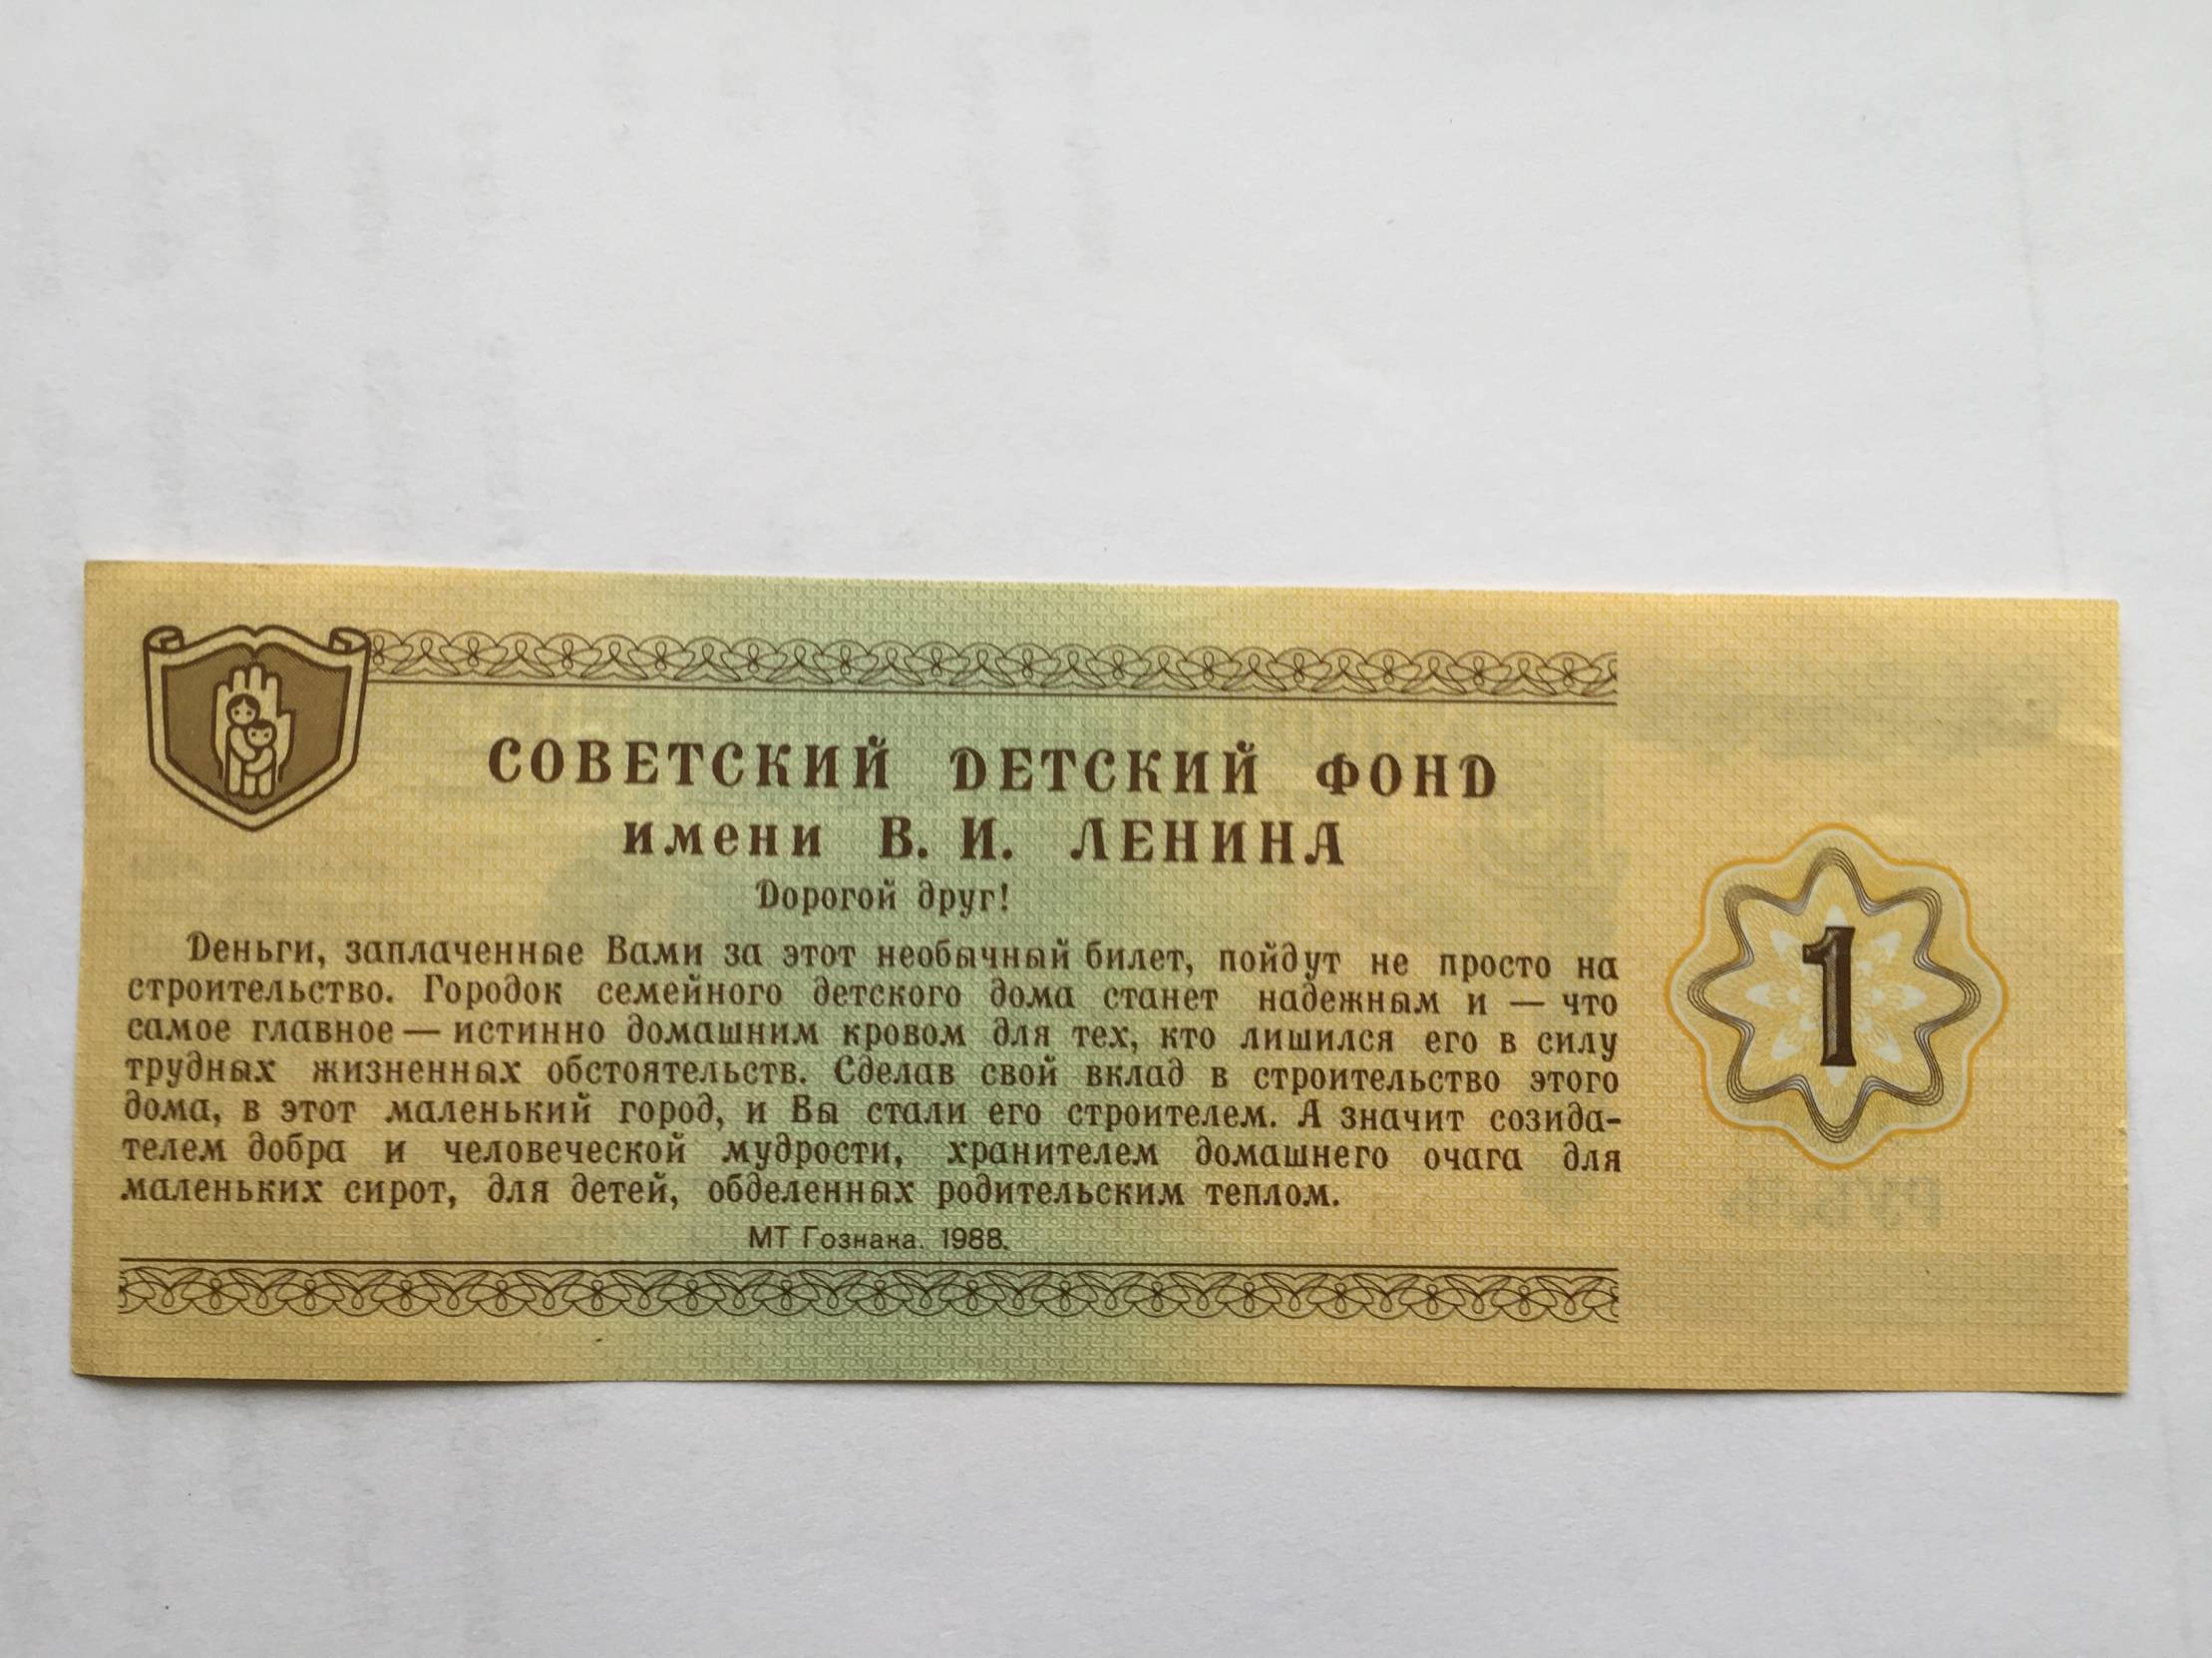 СОВЕТСКИЙ ДЕТСКИЙ ФОНД
имени В. И. ЛЕНИНА
Дорогой друг!
Деньги, заплаченные Вами за этот необычный билет, пойдут не просто на
строительство. Городок семейного детского дома станет надежным и — что
самое главное — истинно домашним кровом для тех, кто лишился его в силу
трудных жизненных обстоятельств. Сделав свой вклад в строительство этого
дома, в этот маленький город, и Вы стали его строителем. А значит созида-
телем добра и человеческой мудрости, хранителем домашнего очага для
маленьких сирот, для детей, обделенных родительским теплом.
МТ Гознака. 1988.
1